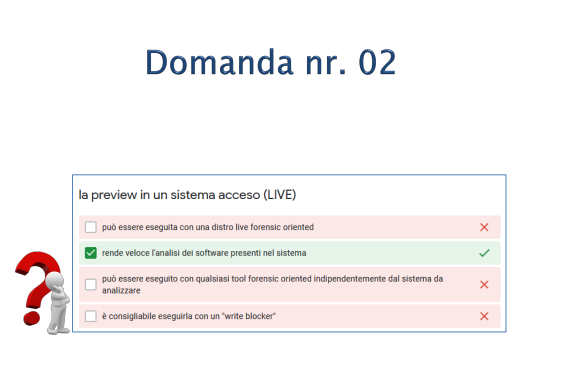 Domanda nr. 02
la preview in un sistema acceso (LIVE)
può essere eseguita con una distro live forensic oriented
rende veloce l'analisi dei software presenti nel sistema
può essere eseguito con qualsiasi tool forensic oriented indipendentemente dal sistema da
analizzare
è consigliabile eseguirla con un "write blocker"